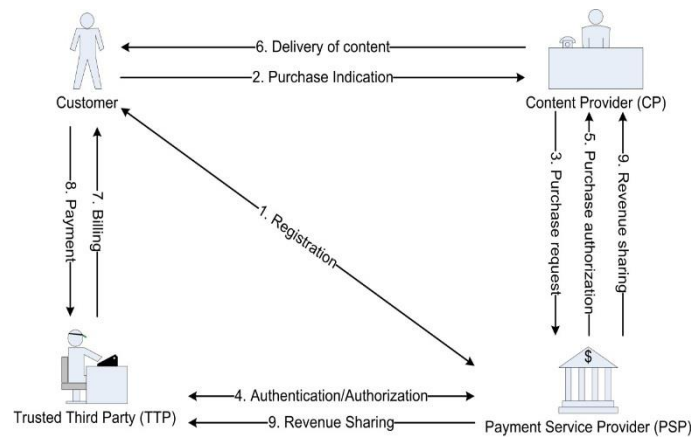 6. Delivery of content
2. Purchase Indication
Customer
Content Provider (CP)
1. Registration
8. Payment
7. Billing
3. Purchase request
5. Purchase authorization
9. Revenue sharing
$
4. Authentication/Authorization
Trusted Third Party (TTP)
9. Revenue Sharing
Payment Service Provider (PSP)